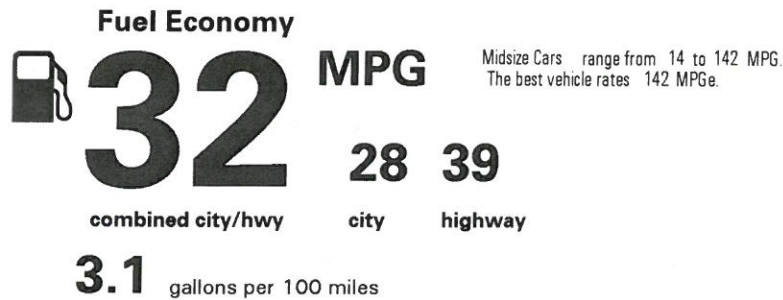 Fuel Economy
32 MPG
Midsize Cars range from 14 to 142 MPG.
The best vehicle rates 142 MPGe.
28 39
combined city/hwy city highway
3.1 gallons per 100 miles